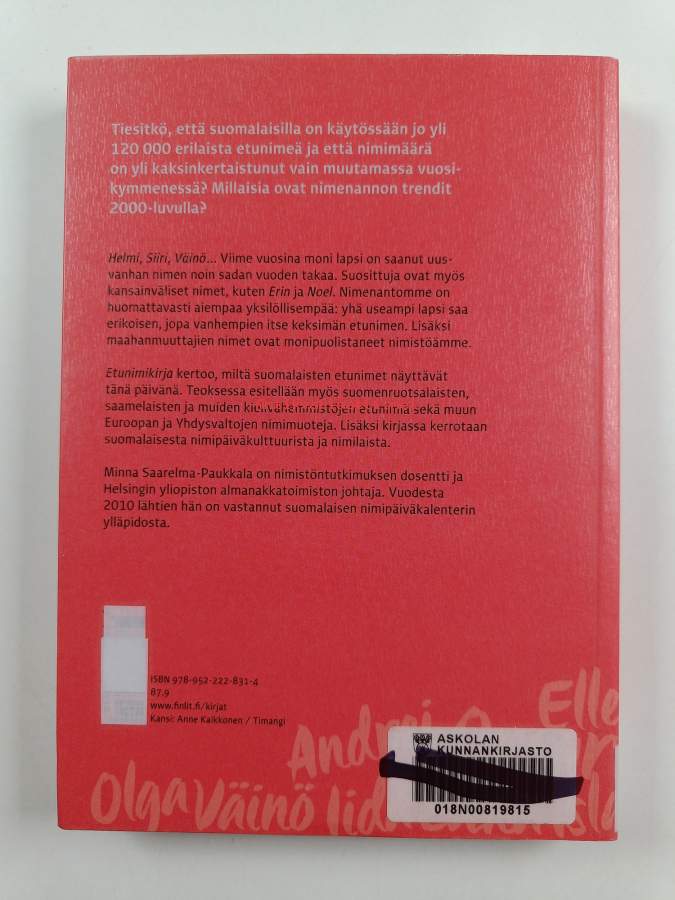 Tiesitkö, että suomalaisilla on käytössään jo yli
120 000 erilaista etunimeä ja että nimimäärä
on yli kaksinkertaistunut vain muutamassa vuosi-
kymmenessä? Millaisia ovat nimenannon trendit
2000-luvulla?
Helmi, Siiri, Väinö... Viime vuosina moni lapsi on saanut uus-
vanhan nimen noin sadan vuoden takaa. Suosittuja ovat myös
kansainväliset nimet, kuten Erin ja Noel. Nimenantomme on
huomattavasti aiempaa yksilöllisempää: yhä useampi lapsi saa
erikoisen, jopa vanhempien itse keksimän etunimen. Lisäksi
maahanmuuttajien nimet ovat monipuolistaneet nimistöämme.
Etunimikirja kertoo, miltä suomalaisten etunimet näyttävät
tänä päivänä. Teoksessa esitellään myös suomenruotsalaisten,
saamelaisten ja muiden kielivähemmistöjen etunimiä sekä muun
Euroopan ja Yhdysvaltojen nimimuoteja. Lisäksi kirjassa kerrotaan
suomalaisesta nimipäiväkulttuurista ja nimilaista.
Minna Saarelma-Paukkala on nimistöntutkimuksen dosentti ja
Helsingin yliopiston almanakkatoimiston johtaja. Vuodesta
2010 lähtien hän on vastannut suomalaisen nimipäiväkalenterin
ylläpidosta.
ISBN 978-952-222-831-4
87.9
www.finlit.fi/kirjat
Kansi: Anne Kaikkonen / Timangi
Elle
Andrei
ASKOLAN
KUNNANKIRJASTO
018N00819815
Olga Väinö